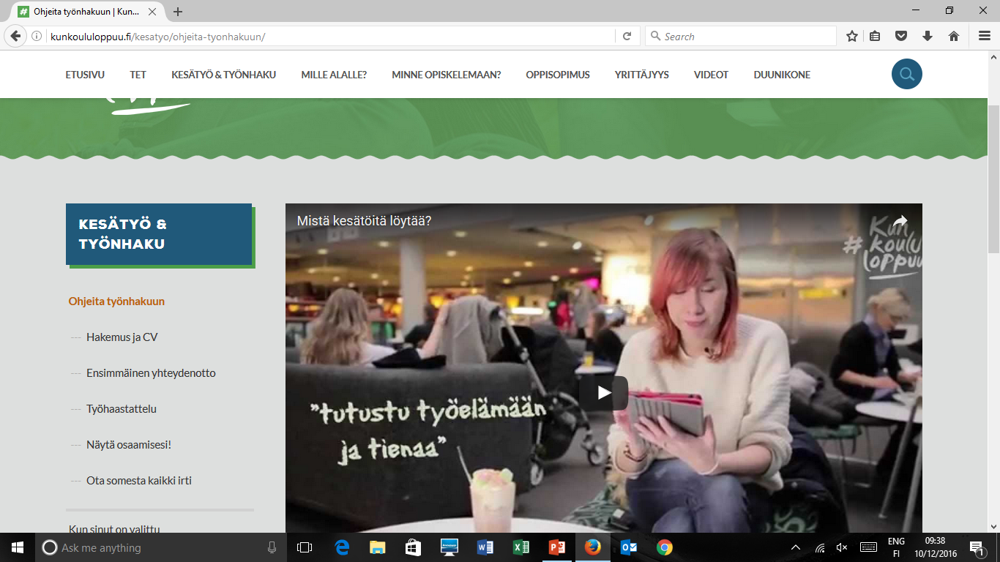 Ohjeita työnhakuun | Kun...
kunkoululoppuu.fi/kesatyo/ohjeita-tyonhakuun/
Search
ETUSIVU TET KESÄTYÖ & TYÖNHAKU MILLE ALALLE? MINNE OPISKELEMAAN? OPPISOPIMUS YRITTÄJYYS VIDEOT DUUNIKONE
KESÄTYÖ &
TYÖNHAKU
Ohjeita työnhakuun
--- Hakemus ja CV
--- Ensimmäinen yhteydenotto
--- Työhaastattelu
--- Näytä osaamisesi!
--- Ota somesta kaikki irti
Kun sinut on valittu
Mistä kesätöitä löytää?
Kun
# koulu
loppuu
"tutustu työelämään
ja tienaa"
Ask me anything
ENG
FI
09:38
10/12/2016
1